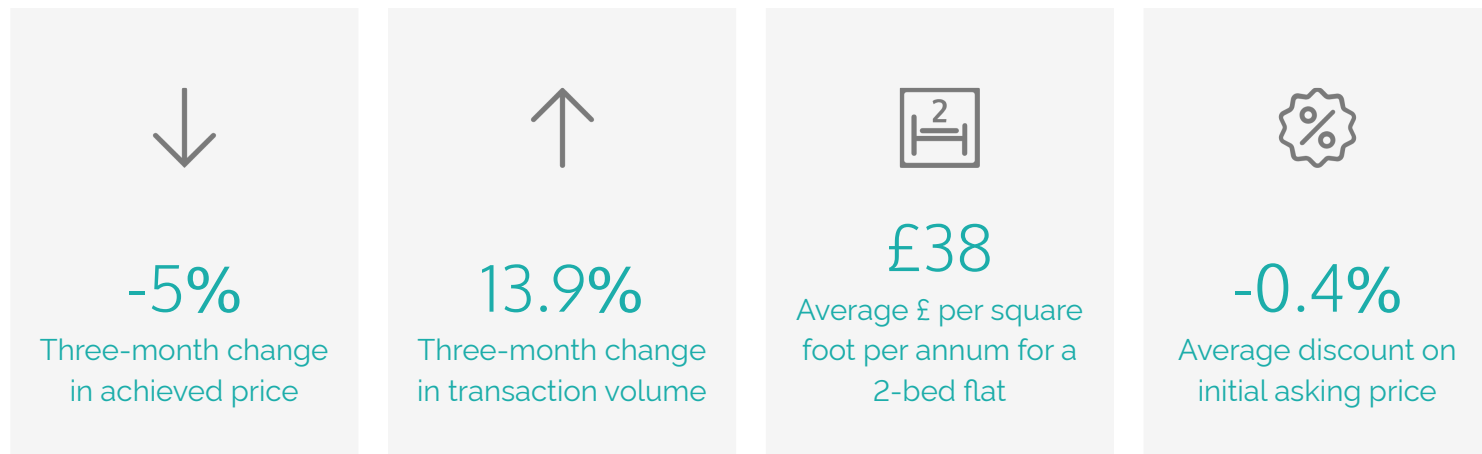 -5%
Three-month change
in achieved price
13.9%
Three-month change
in transaction volume
2
£38
Average £ per square
foot per annum for a
2-bed flat
%
-0.4%
Average discount on
initial asking price